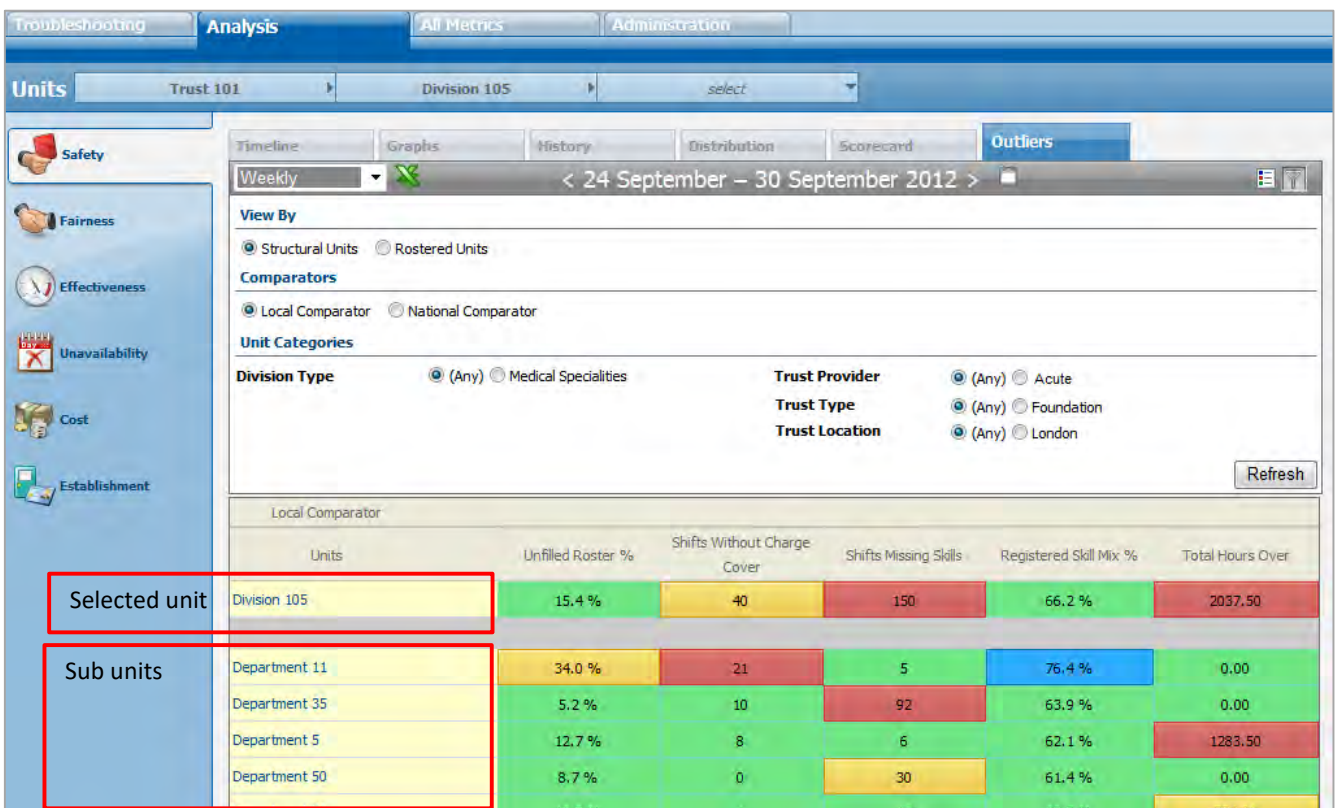 Troubleshooting Analysis All Metrics Administration
Units Trust 101 Division 105 select
Safety
Fairness
Effectiveness
Unavailability
Cost
Establishment
Timeline Graphs History Distribution Scorecard Outliers
Weekly < 24 September – 30 September 2012 >
View By
Structural Units Rostered Units
Comparators
Local Comparator National Comparator
Unit Categories
Division Type (Any) Medical Specialities Trust Provider (Any) Acute
Trust Type (Any) Foundation
Trust Location (Any) London
Refresh
Local Comparator
Units Unfilled Roster % Shifts Without Charge Cover Shifts Missing Skills Registered Skill Mix % Total Hours Over
Selected unit Division 105 15.4 % 40 150 66.2 % 2037.50
Sub units Department 11 34.0 % 21 5 76.4 % 0.00
Department 35 5.2 % 10 92 63.9 % 0.00
Department 5 12.7 % 8 6 62.1 % 1283.50
Department 50 8.7 % 0 30 61.4 % 0.00